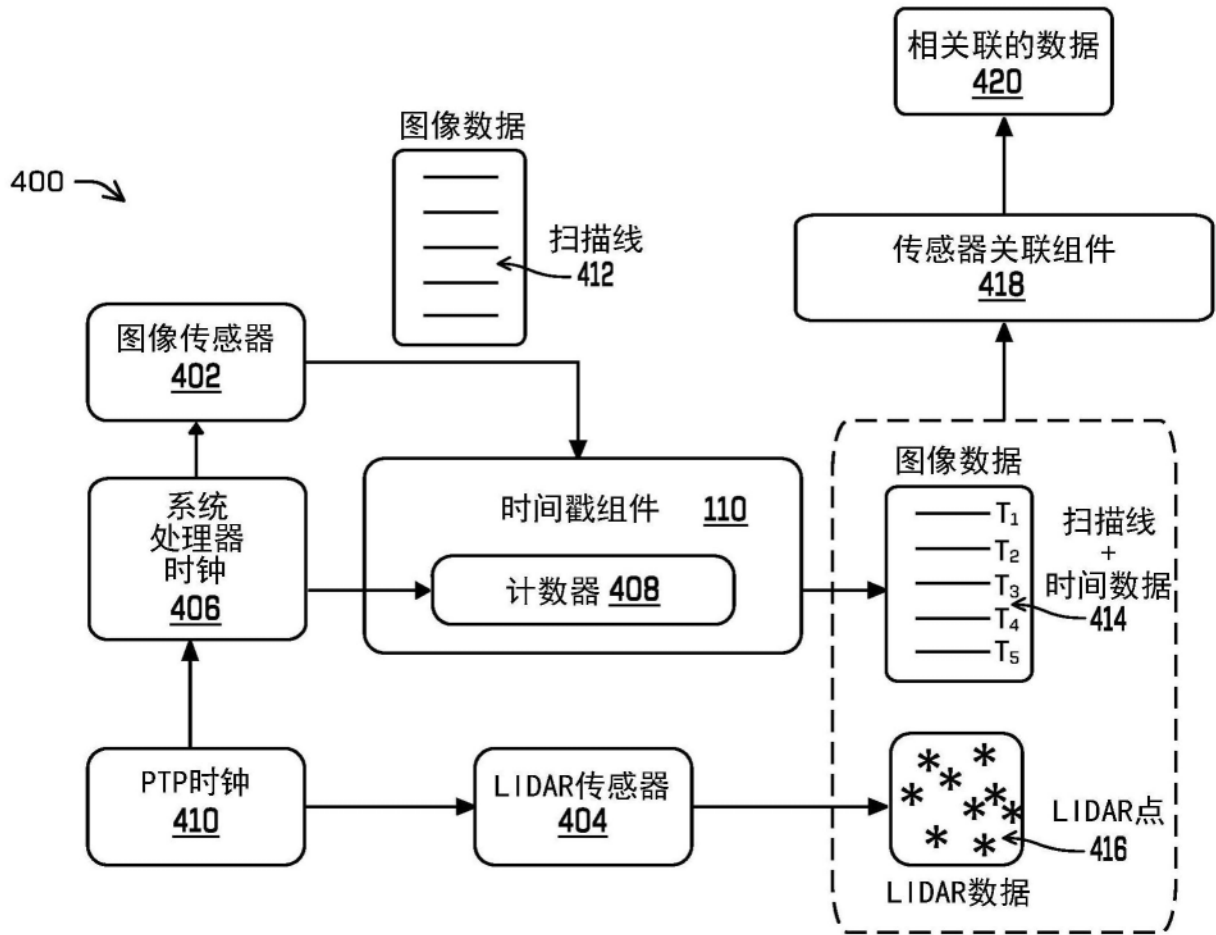 相关联的数据
420
图像数据
400
扫描线
412
传感器关联组件
418
图像传感器
402
系统
处理器
时钟
406
时间戳组件 110
计数器 408
图像数据
T1
T2
T3
T4
T5
扫描线
+
时间数据
414
PTP时钟
410
LIDAR传感器
404
LIDAR点
416
LIDAR数据